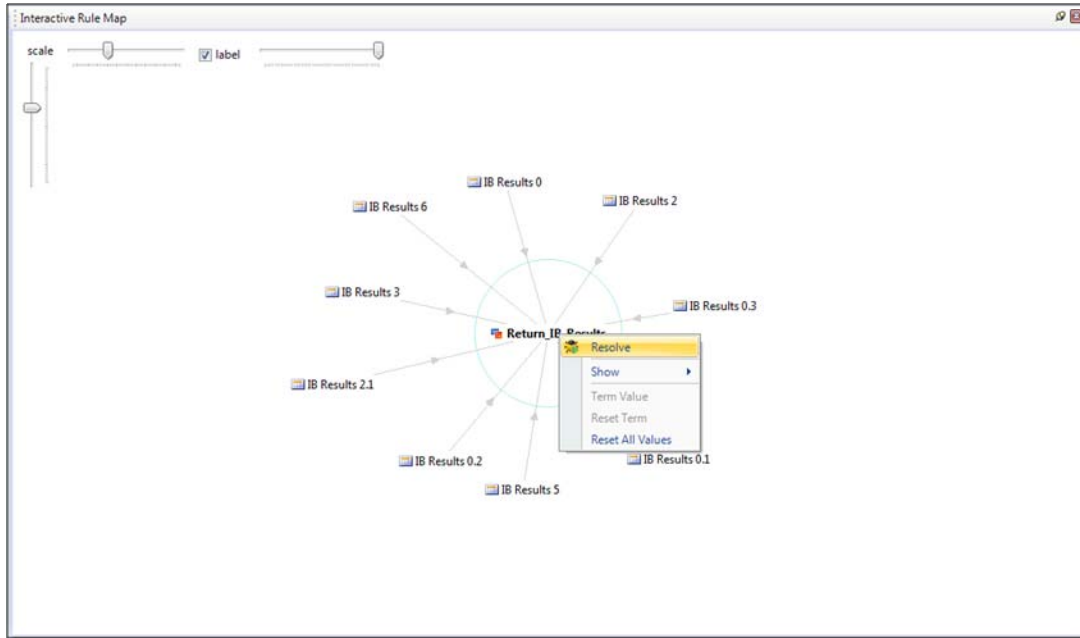 Interactive Rule Map
scale
label
IB Results 0
IB Results 2
IB Results 6
IB Results 3
IB Results 0.3
Return_IB_Results
Resolve
Show
Term Value
Reset Term
Reset All Values
IB Results 2.1
IB Results 0.2
IB Results 0.1
IB Results 5